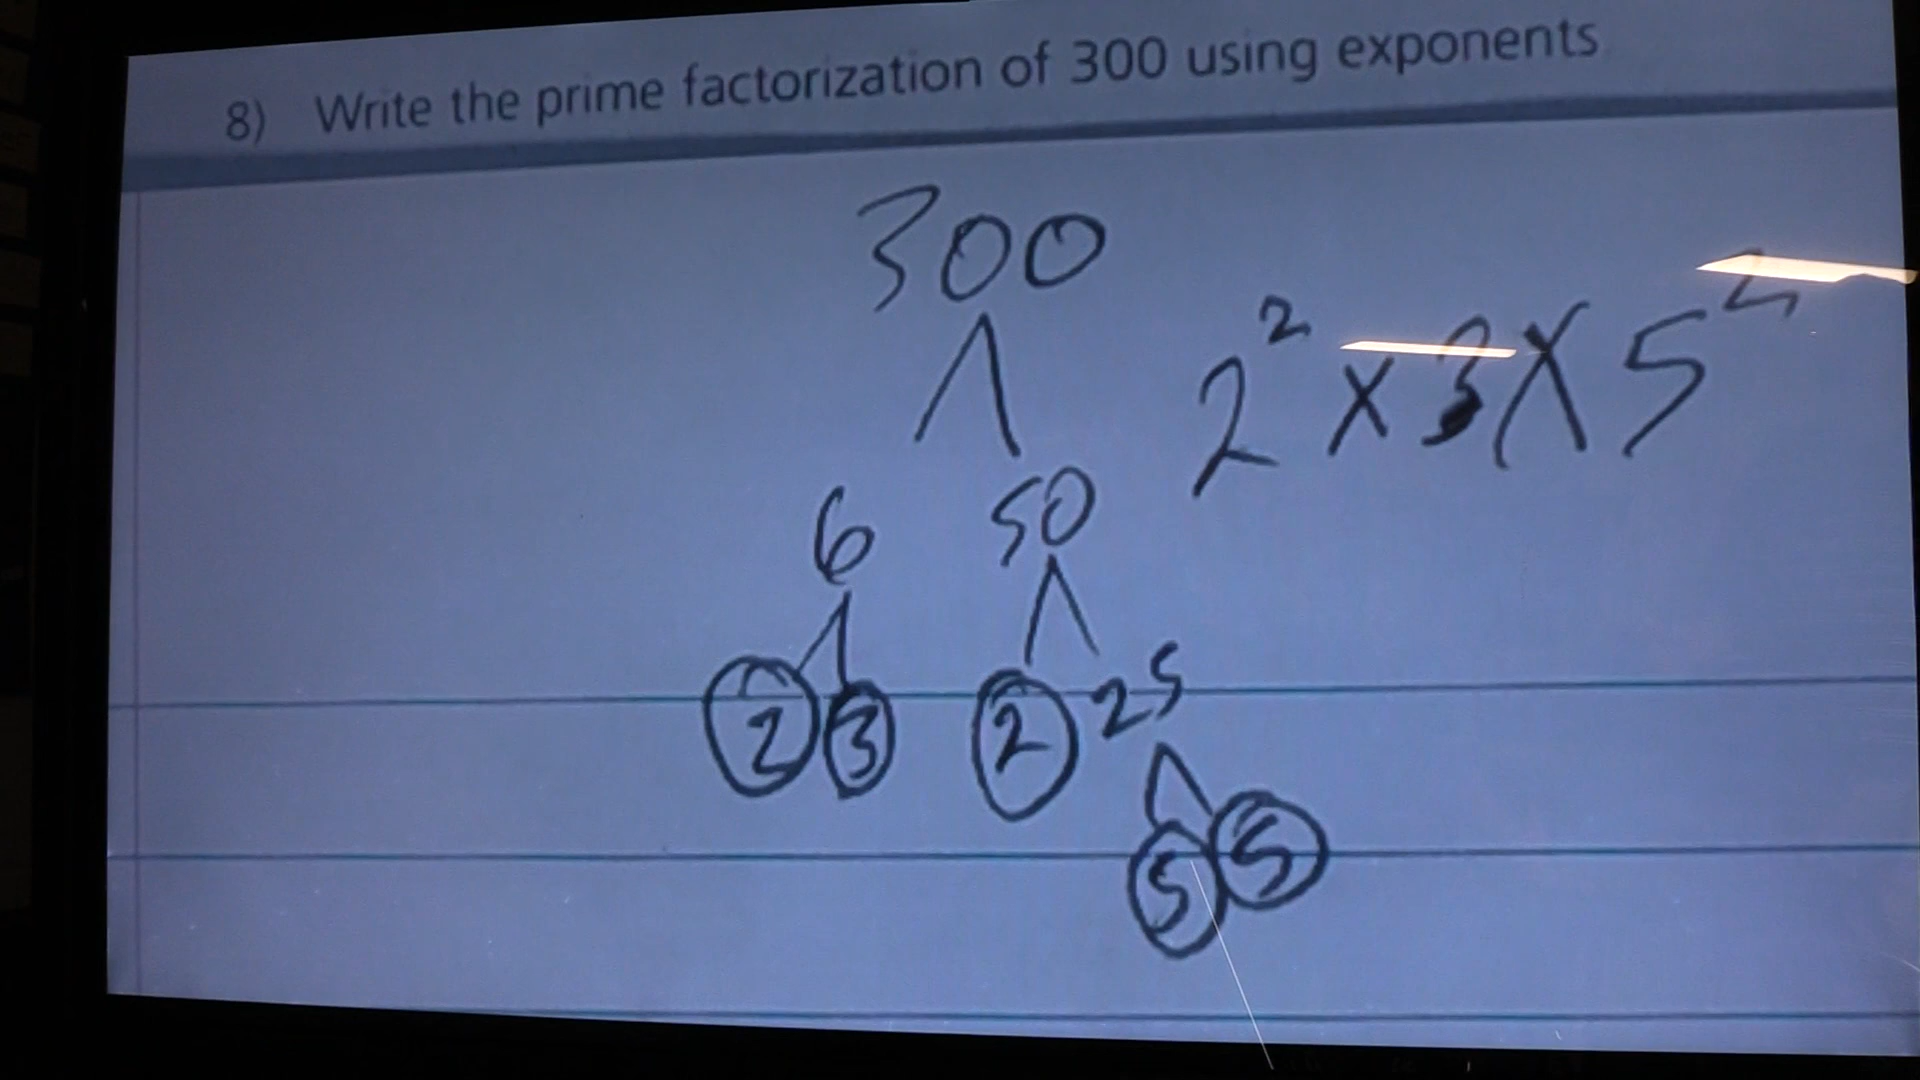 8) Write the prime factorization of 300 using exponents
300
2² x 3 x 5²
6 50
2 3 2 25
5 5